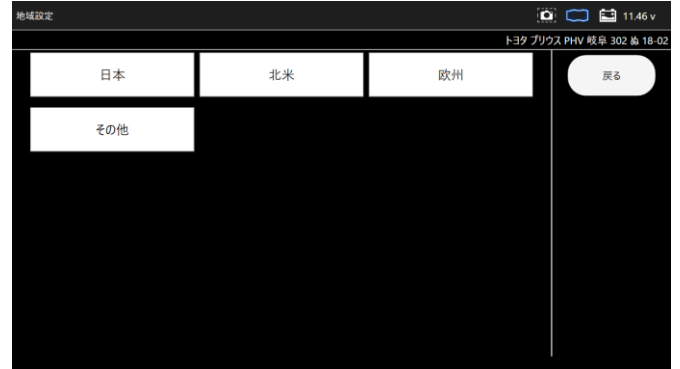 地域設定
11.46 v
トヨタ プリウス PHV 岐阜 302 ぬ 18-02
日本
北米
欧州
戻る
その他